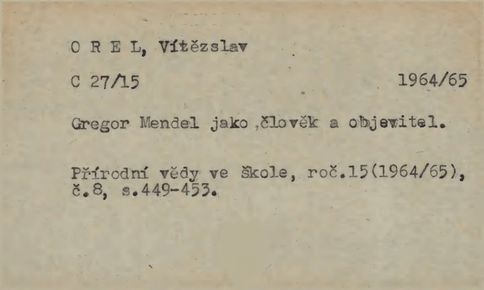 O R E L, Vítězslav
C 27/15 1964/65
Gregor Mendel jako člověk a objevitel.
Přírodní vědy ve škole, roč.15(1964/65),
č.8, s.449-453.